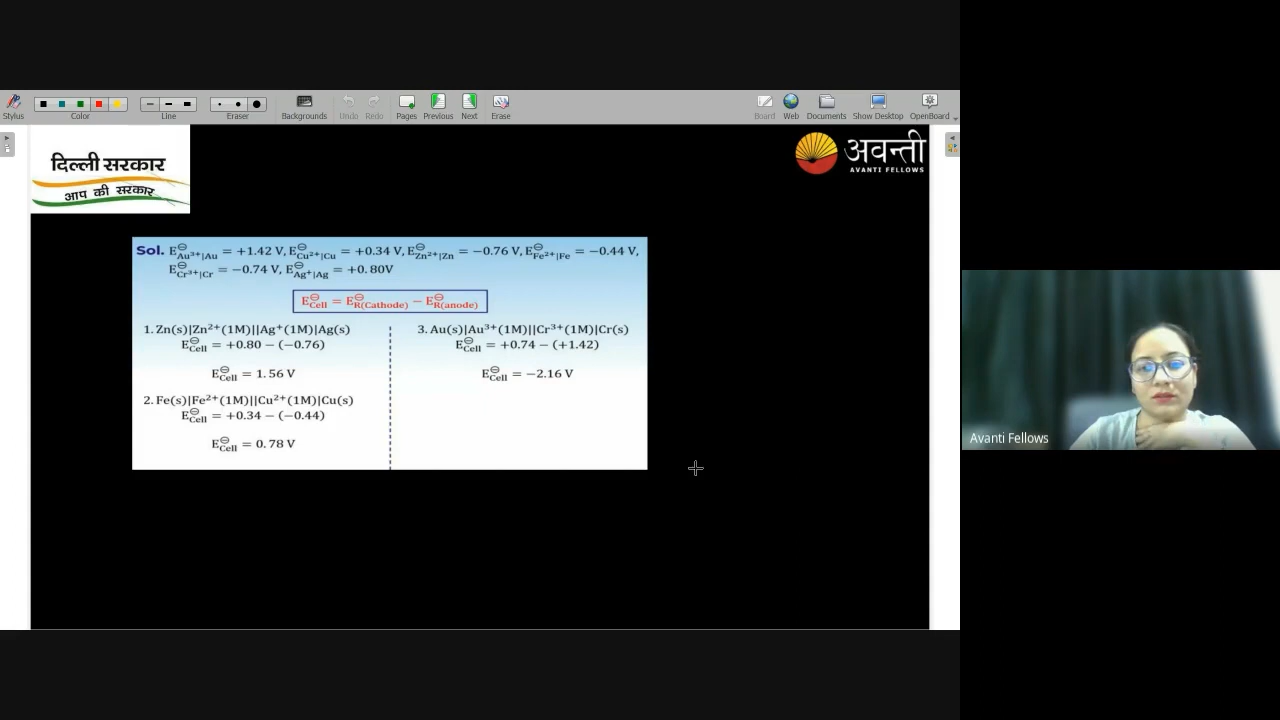 Stylus
Color
Line
Eraser
Backgrounds
Undo
Redo
Pages
Previous
Next
Erase
Board
Web
Documents
Show Desktop
OpenBoard
दिल्ली सरकार
आप की सरकार
अवन्ती
AVANTI FELLOWS
Sol. E⊖Au³⁺|Au = +1.42 V, E⊖Cu²⁺|Cu = +0.34 V, E⊖Zn²⁺|Zn = −0.76 V, E⊖Fe²⁺|Fe = −0.44 V,
E⊖Cr³⁺|Cr = −0.74 V, E⊖Ag⁺|Ag = +0.80V
E⊖Cell = E⊖R(Cathode) − E⊖R(anode)
1. Zn(s)|Zn²⁺(1M)||Ag⁺(1M)|Ag(s)
E⊖Cell = +0.80 − (−0.76)
E⊖Cell = 1.56 V
2. Fe(s)|Fe²⁺(1M)||Cu²⁺(1M)|Cu(s)
E⊖Cell = +0.34 − (−0.44)
E⊖Cell = 0.78 V
3. Au(s)|Au³⁺(1M)||Cr³⁺(1M)|Cr(s)
E⊖Cell = +0.74 − (+1.42)
E⊖Cell = −2.16 V
Avanti Fellows